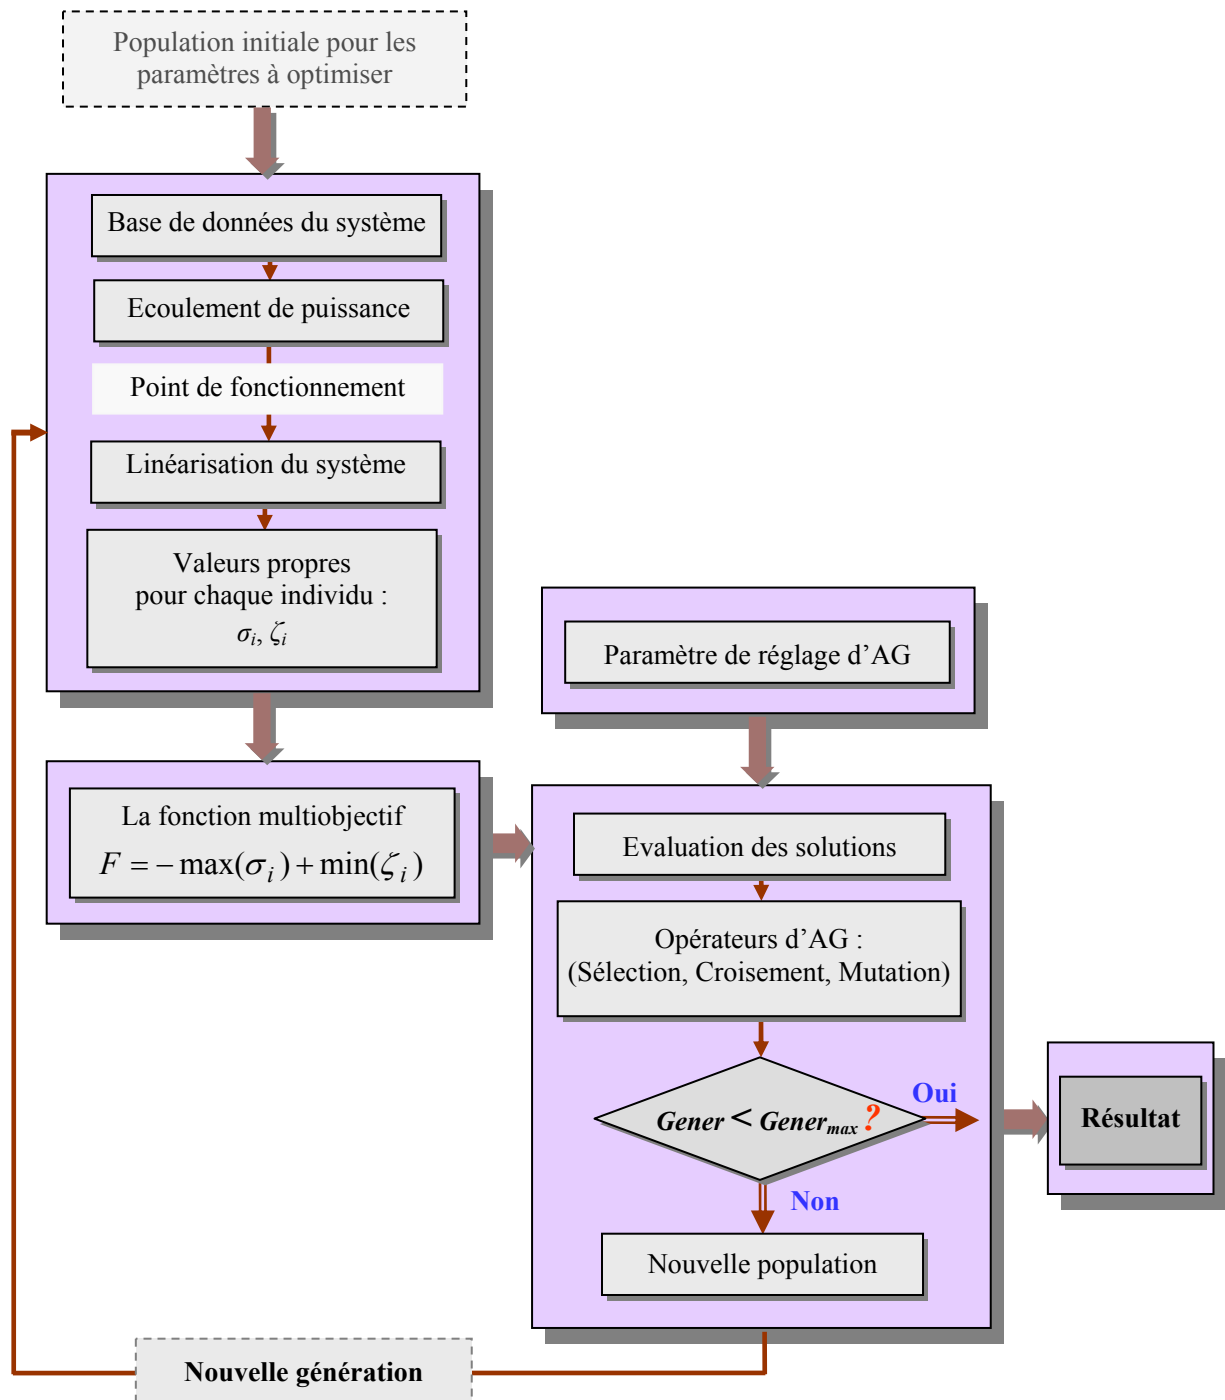 Population initiale pour les
paramètres à optimiser
Base de données du système
Ecoulement de puissance
Point de fonctionnement
Linéarisation du système
Valeurs propres
pour chaque individu :
σi, ζi
La fonction multiobjectif
F = − max(σi) + min(ζi)
Paramètre de réglage d’AG
Evaluation des solutions
Opérateurs d’AG :
(Sélection, Croisement, Mutation)
Gener < Genermax ?
Oui
Non
Nouvelle population
Résultat
Nouvelle génération